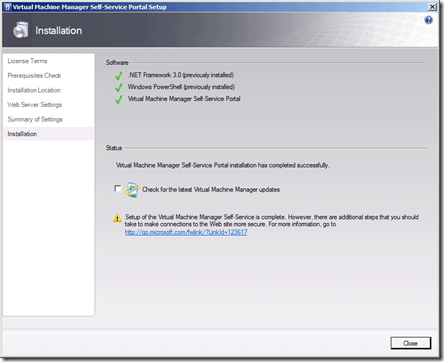 Virtual Machine Manager Self-Service Portal Setup
Installation
License Terms
Prerequisites Check
Installation Location
Web Server Settings
Summary of Settings
Installation
Software
.NET Framework 3.0 (previously installed)
Windows PowerShell (previously installed)
Virtual Machine Manager Self-Service Portal
Status
Virtual Machine Manager Self-Service Portal installation has completed successfully.
Check for the latest Virtual Machine Manager updates
Setup of the Virtual Machine Manager Self-Service is complete. However, there are additional steps that you should
take to make connections to the Web site more secure. For more information, go to
http://go.microsoft.com/fwlink/?LinkId=123617
Close